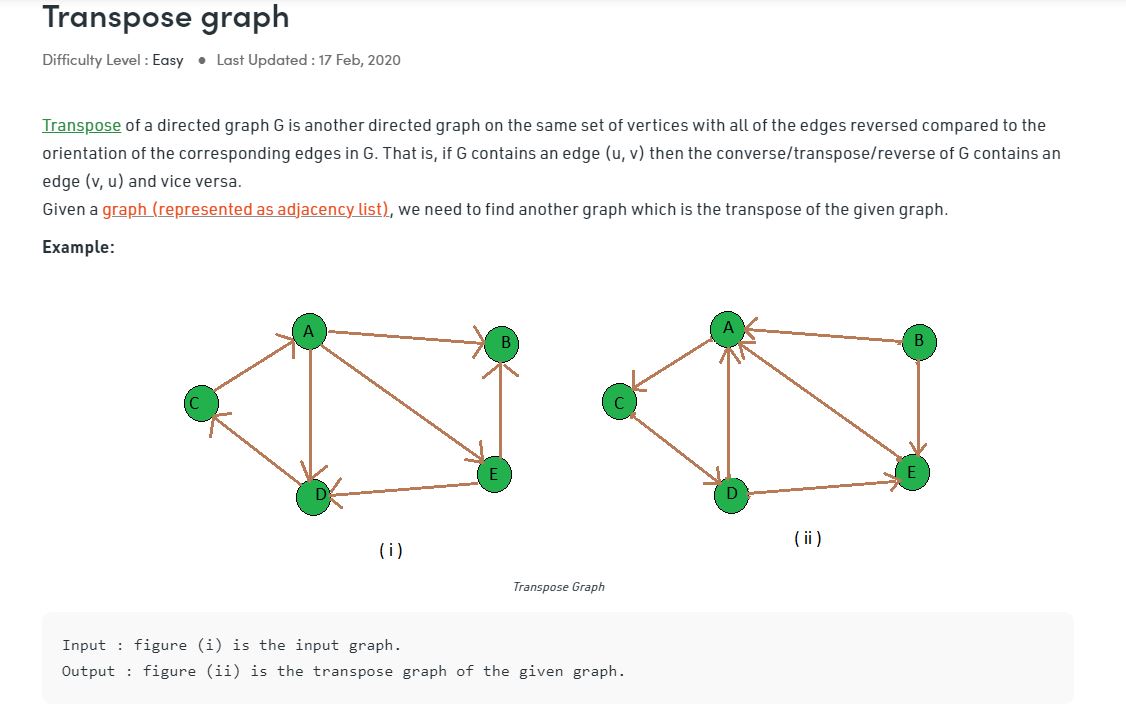 Transpose graph
Difficulty Level : Easy ● Last Updated : 17 Feb, 2020
Transpose of a directed graph G is another directed graph on the same set of vertices with all of the edges reversed compared to the
orientation of the corresponding edges in G. That is, if G contains an edge (u, v) then the converse/transpose/reverse of G contains an
edge (v, u) and vice versa.
Given a graph (represented as adjacency list), we need to find another graph which is the transpose of the given graph.
Example:
A
B
C
D
E
( i )
A
B
C
D
E
( ii )
Transpose Graph
Input : figure (i) is the input graph.
Output : figure (ii) is the transpose graph of the given graph.